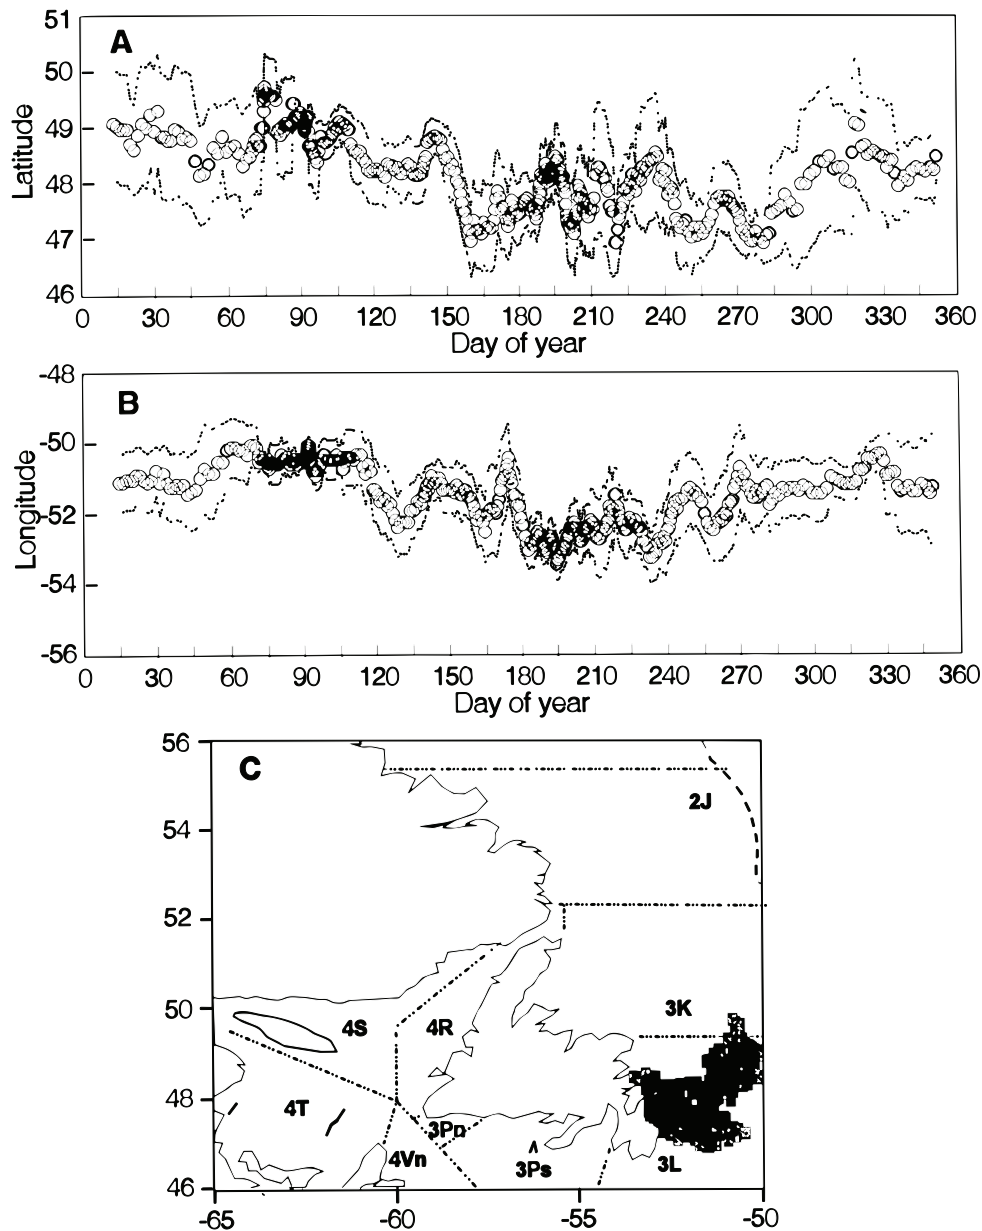 51
A
50
49
48
47
46
Latitude
0 30 60 90 120 150 180 210 240 270 300 330 360
Day of year
-48
B
-50
-52
-54
-56
Longitude
0 30 60 90 120 150 180 210 240 270 300 330 360
Day of year
56
C
2J
54
52
50
3K
4S 4R
48
4T
3Pn
4Vn 3Ps 3L
46
-65 -60 -55 -50